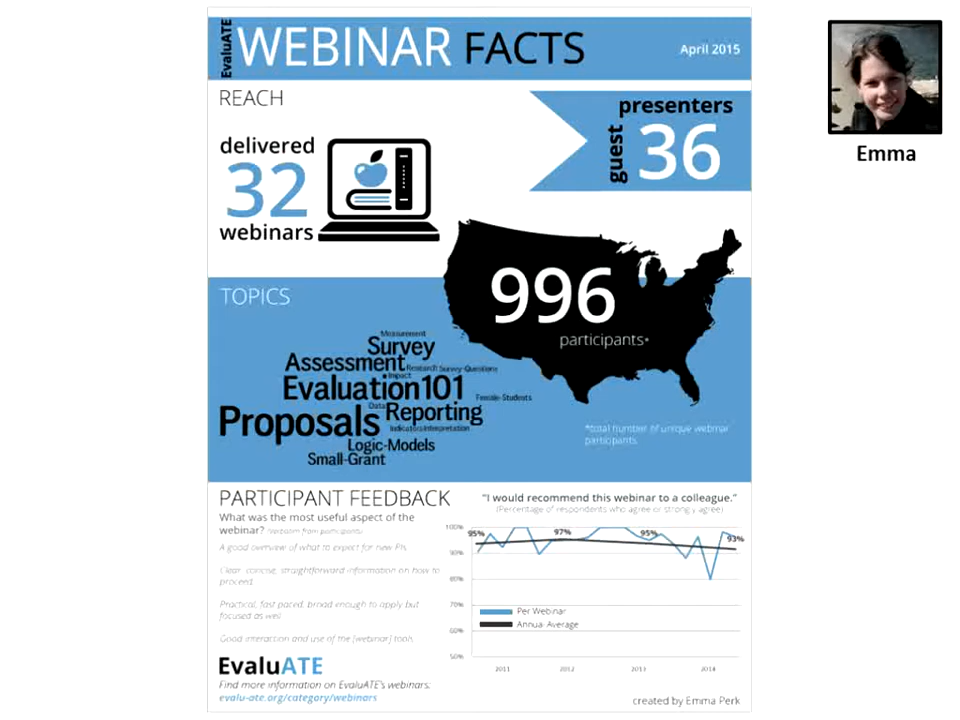 EvaluATE
WEBINAR FACTS
April 2015
Emma
REACH
delivered
32
webinars
presenters
guest
36
996
participants*
*total number of unique webinar
participants
TOPICS
Measurement
Survey
Assessment
Research Survey-Questions
Impact
Evaluation101
Female-Students
Data
Reporting
Proposals
Indicators Interpretation
Logic-Models
Small-Grant
PARTICIPANT FEEDBACK
What was the most useful aspect of the
webinar?
A good overview of what to expect for new PIs.
Clear, concise, straightforward information on how to
proceed.
Practical, fast paced, broad enough to apply but
focused as well
Good interaction and use of the [webinar] tools.
"I would recommend this webinar to a colleague."
(Percentage of respondents who agree or strongly agree)
100%
90%
80%
70%
60%
50%
95%
97%
95%
93%
Per Webinar
Annual Average
2011
2012
2013
2014
EvaluATE
Find more information on EvaluATE's webinars:
evalu-ate.org/category/webinars
created by Emma Perk